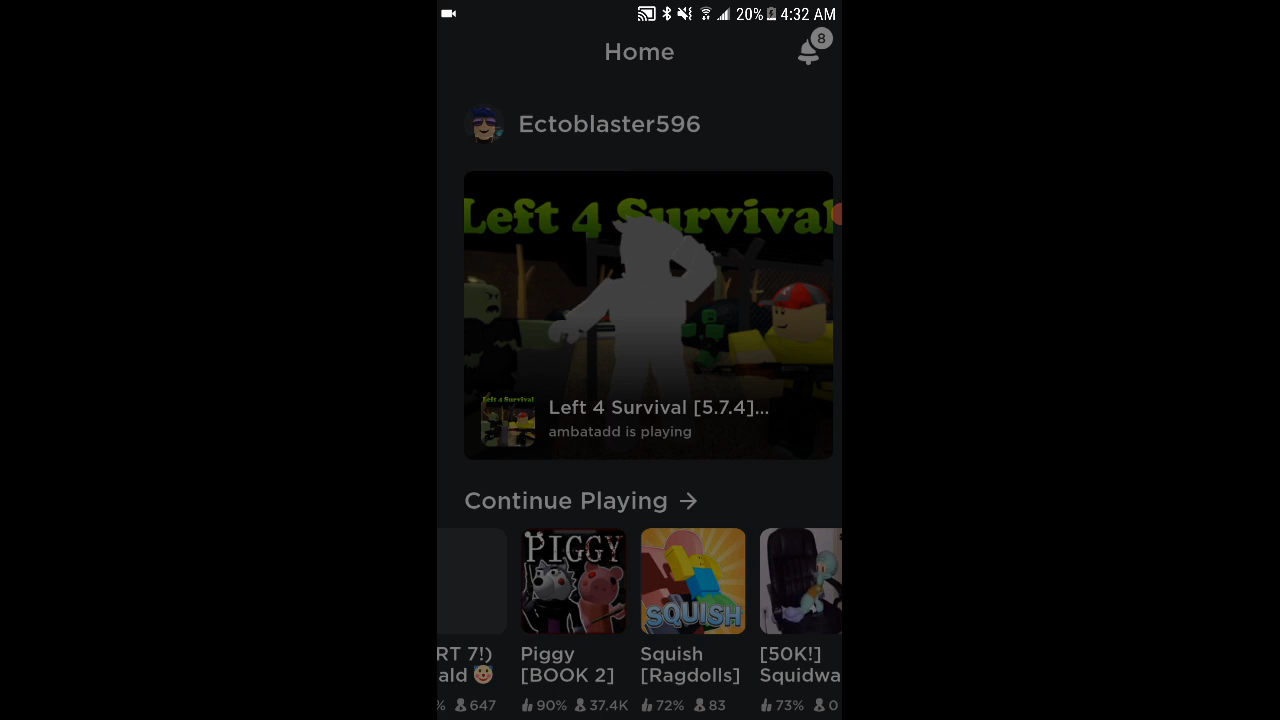 20% 4:32 AM
Home
8
Ectoblaster596
Left 4 Survival
Left 4 Survival
Left 4 Survival [5.7.4]...
ambatadd is playing
Continue Playing →
PIGGY
SQUISH
RT 7!)
ald 🤡
% 647
Piggy
[BOOK 2]
90% 37.4K
Squish
[Ragdolls]
72% 83
[50K!]
Squidwa
73% 0